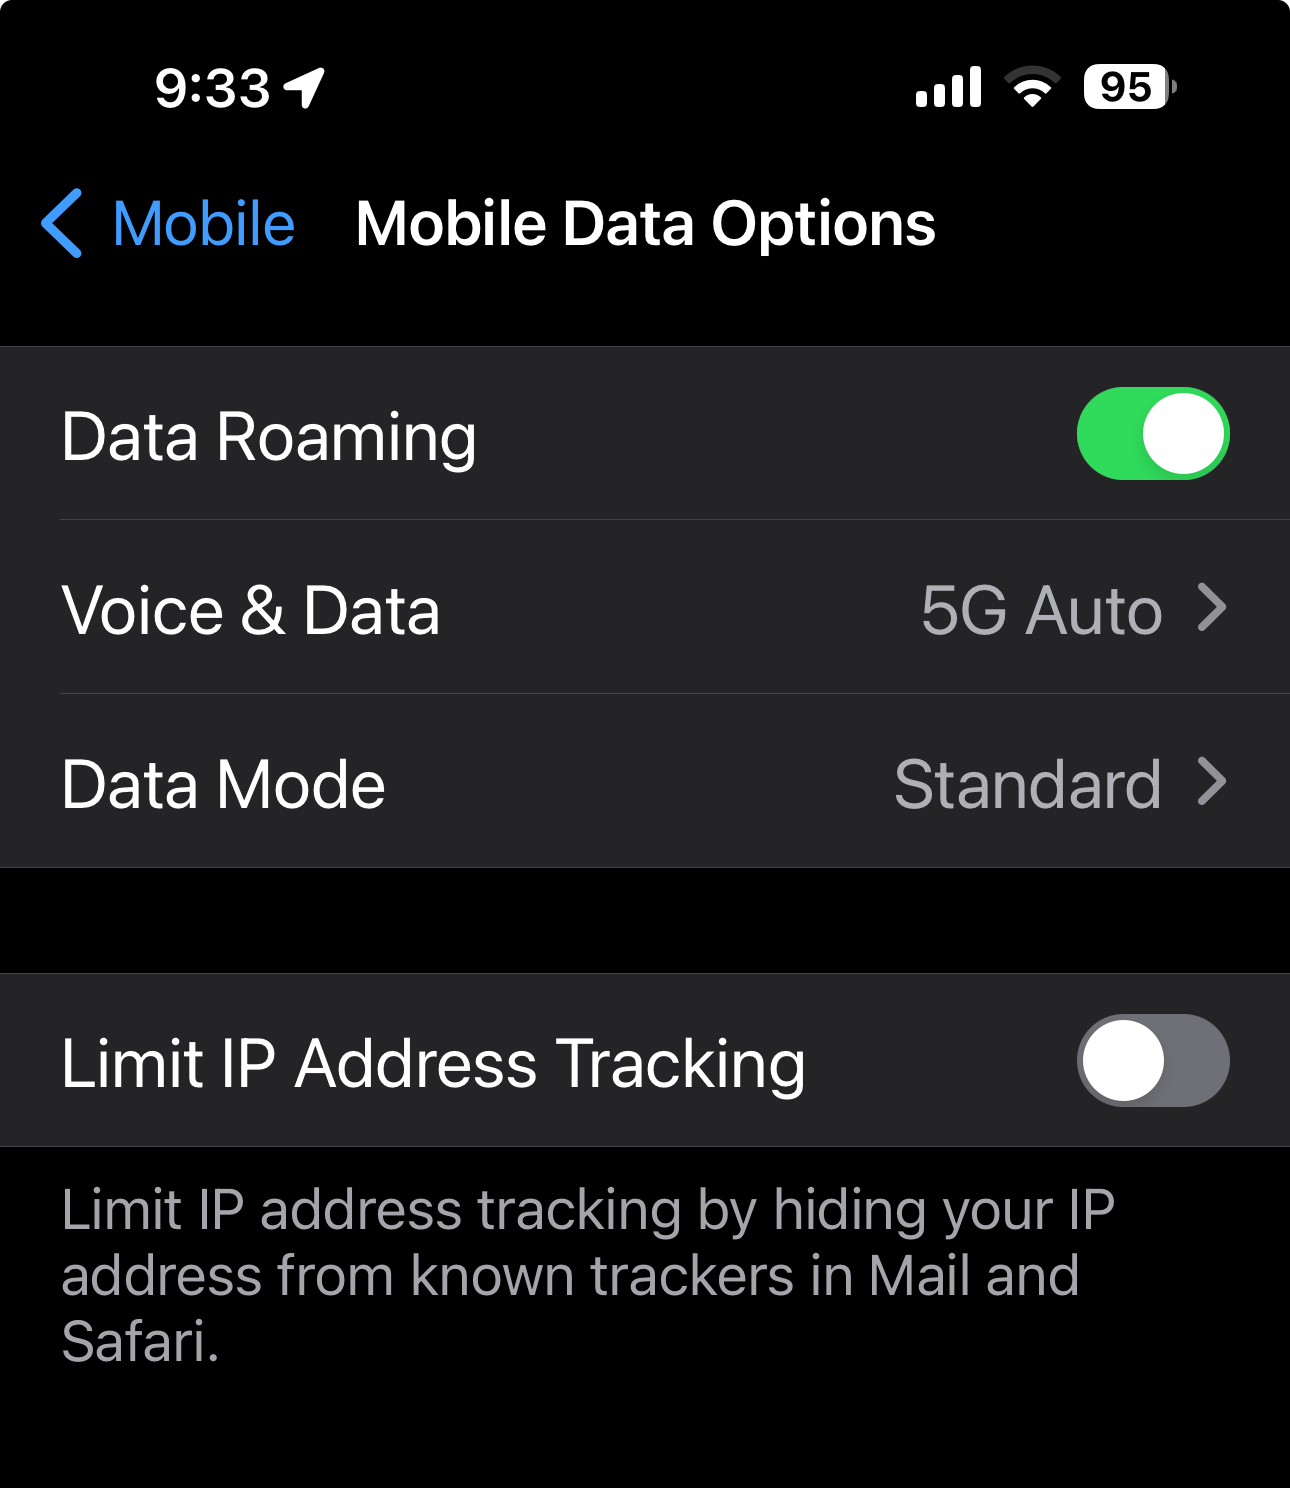 9:33 95
Mobile Mobile Data Options
Data Roaming
Voice & Data 5G Auto
Data Mode Standard
Limit IP Address Tracking
Limit IP address tracking by hiding your IP
address from known trackers in Mail and
Safari.